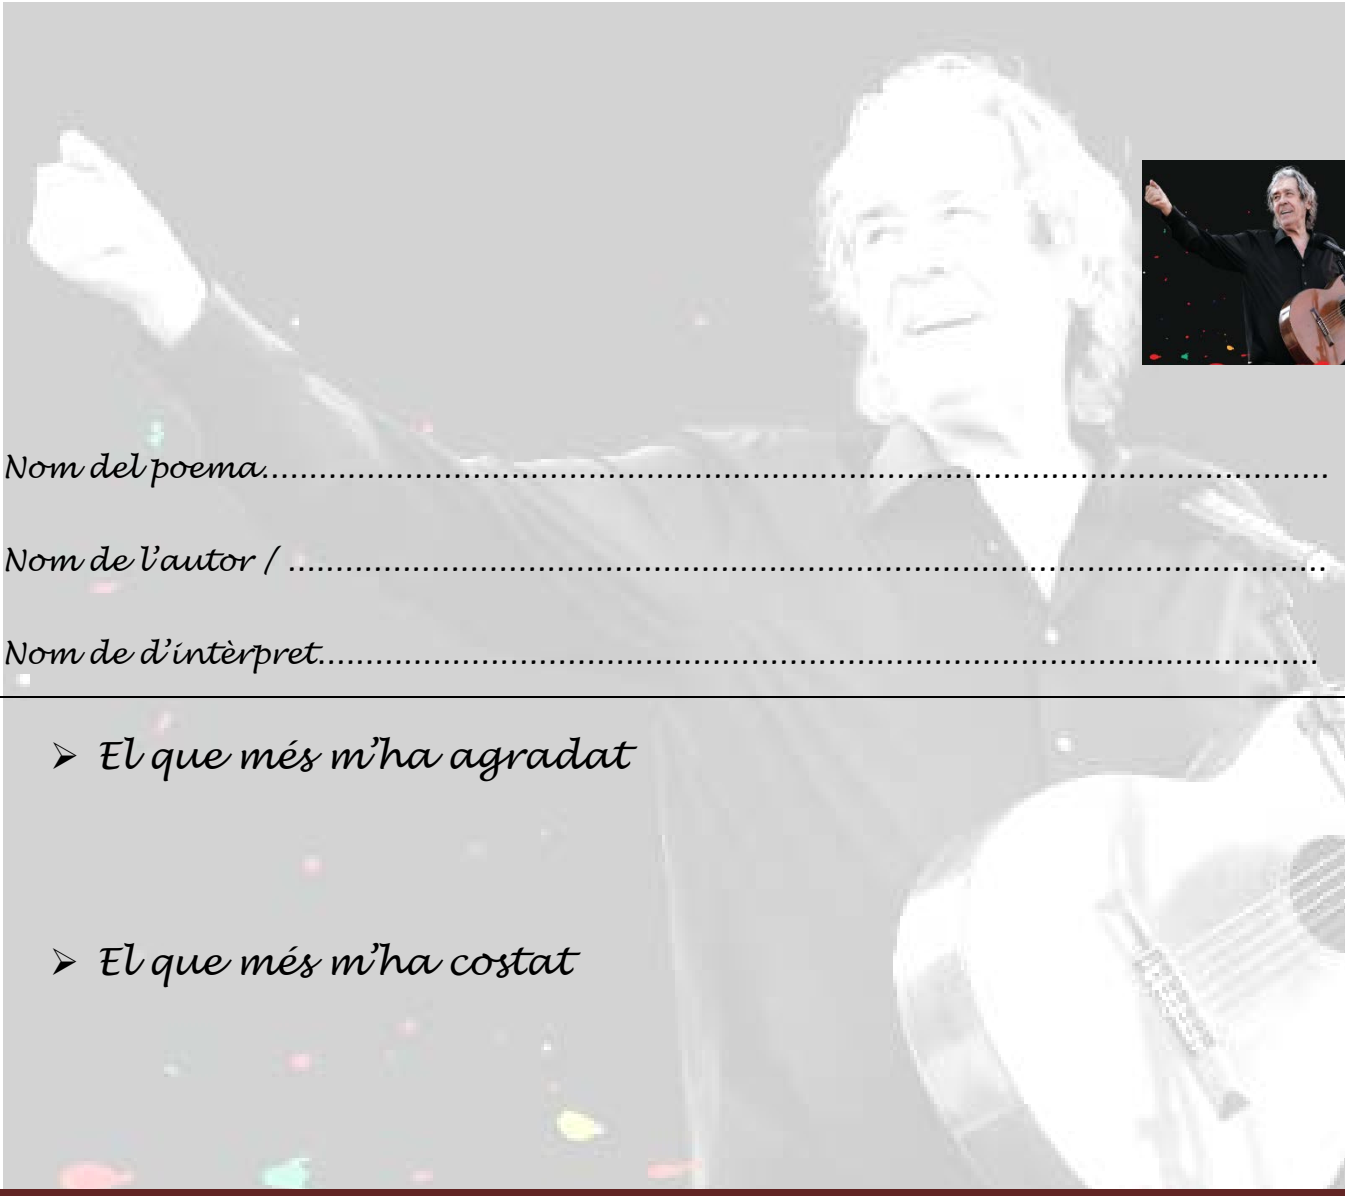 Nom del poema.....................................................................................................................
Nom de l'autor / ..................................................................................................................
Nom de d'intèrpret.............................................................................................................
➢ El que més m'ha agradat
➢ El que més m'ha costat